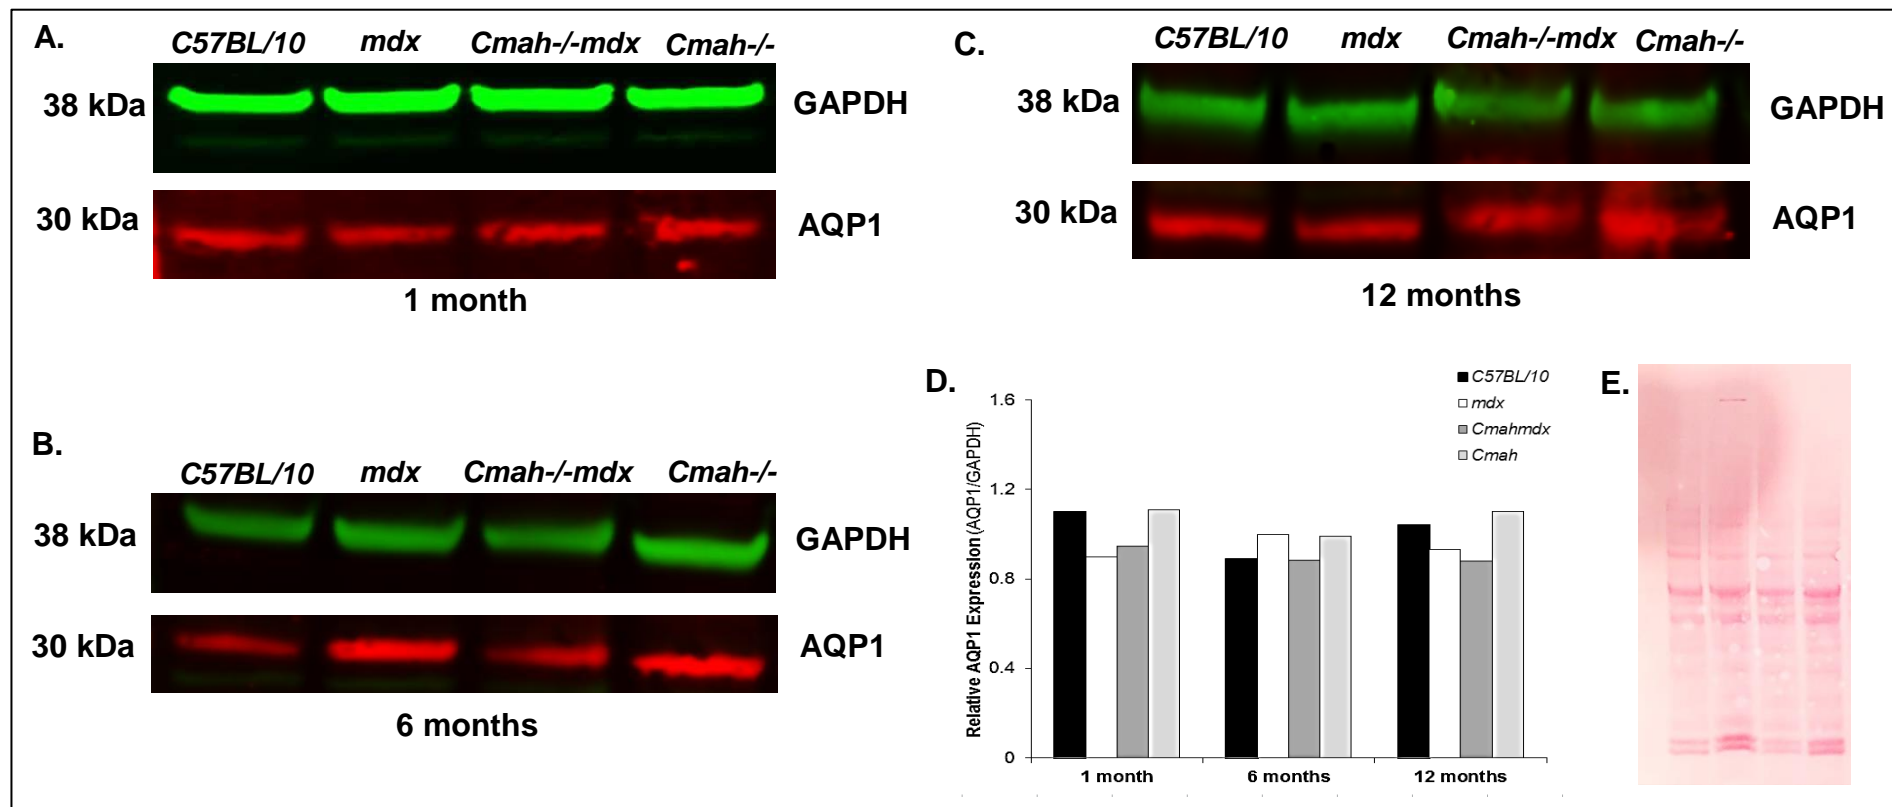 A.
C57BL/10 mdx Cmah-/-mdx Cmah-/-
38 kDa GAPDH
30 kDa AQP1
1 month
B.
C57BL/10 mdx Cmah-/-mdx Cmah-/-
38 kDa GAPDH
30 kDa AQP1
6 months
C.
C57BL/10 mdx Cmah-/-mdx Cmah-/-
38 kDa GAPDH
30 kDa AQP1
12 months
D.
C57BL/10
mdx
Cmahmdx
Cmah
Relative AQP1 Expression (AQP1/GAPDH)
1.6
1.2
0.8
0.4
0
1 month 6 months 12 months
E.